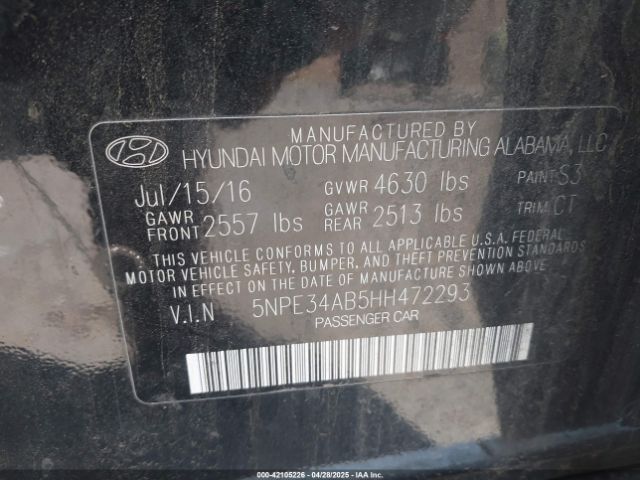 MANUFACTURED BY
HYUNDAI MOTOR MANUFACTURING ALABAMA, LLC
Jul/15/16 GVWR 4630 lbs PAINT S3
GAWR FRONT 2557 lbs GAWR REAR 2513 lbs TRIM CT
THIS VEHICLE CONFORMS TO ALL APPLICABLE U.S.A. FEDERAL
MOTOR VEHICLE SAFETY, BUMPER, AND THEFT PREVENTION STANDARDS
IN EFFECT ON THE DATE OF MANUFACTURE SHOWN ABOVE.
V.I.N 5NPE34AB5HH472293
PASSENGER CAR
000-42105226 - 04/28/2025 - IAA Inc.